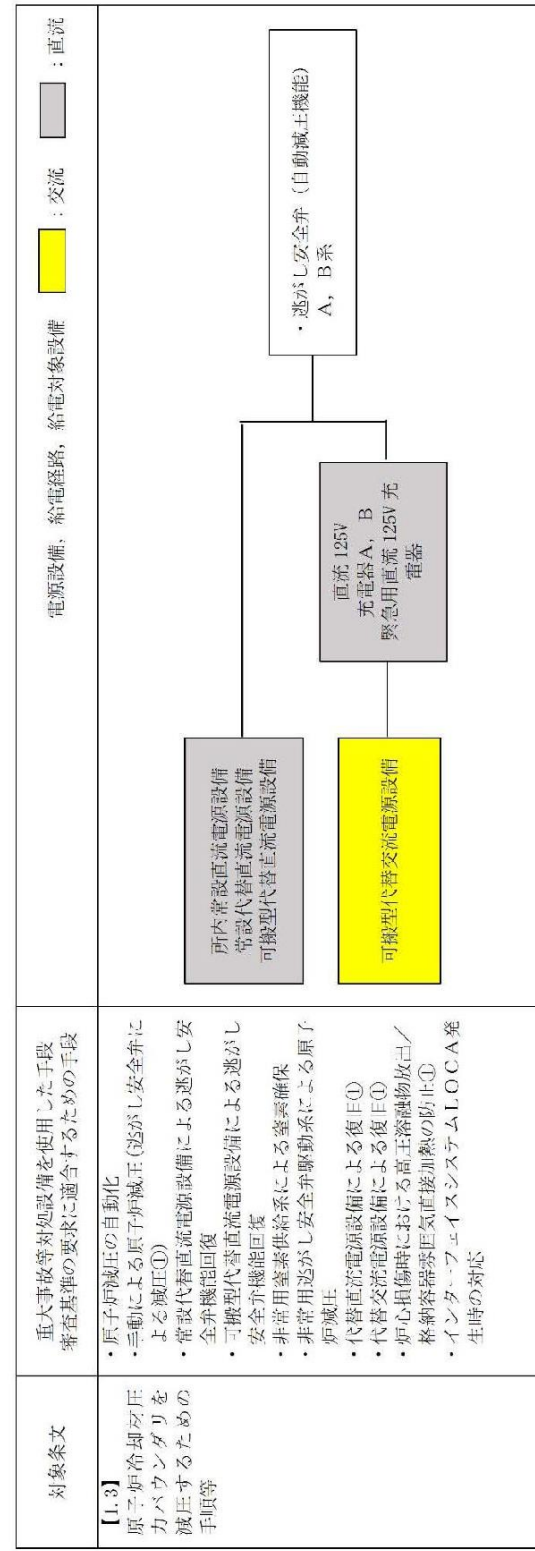 対象条文
重大事故等対処設備を使用した手段
審査基準の要求に適合するための手段
電源設備，給電経路，給電対象設備
：交流
：直流
【1.3】
原子炉冷却材圧
力バウンダリを
減圧するための
手順等
・原子炉減圧の自動化
・手動による原子炉減圧(逃がし安全弁に
よる減圧①)
・常設代替直流電源設備による逃がし安
全弁機能回復
・可搬型代替直流電源設備による逃がし
安全弁機能回復
・非常用窒素供給系による窒素確保
・非常用逃がし安全弁駆動系による原子
炉減圧
・代替直流電源設備による復旧①
・代替交流電源設備による復旧①
・炉心損傷時における高圧溶融物放出／
格納容器雰囲気直接加熱の防止①
・インターフェイスシステムＬＯＣＡ発
生時の対応
所内常設直流電源設備
常設代替直流電源設備
可搬型代替直流電源設備
可搬型代替交流電源設備
直流 125V
充電器Ａ，Ｂ
緊急用直流 125V 充
電器
・逃がし安全弁（自動減圧機能）
Ａ，Ｂ系